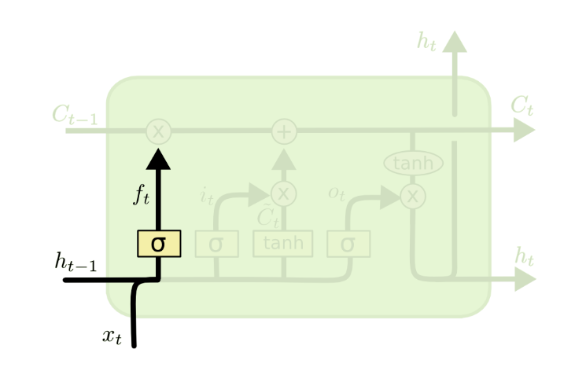 h_t
C_{t−1} C_t
x +
tanh
f_t i_t x o_t x
C̃_t
σ σ tanh σ
h_{t−1} h_t
x_t